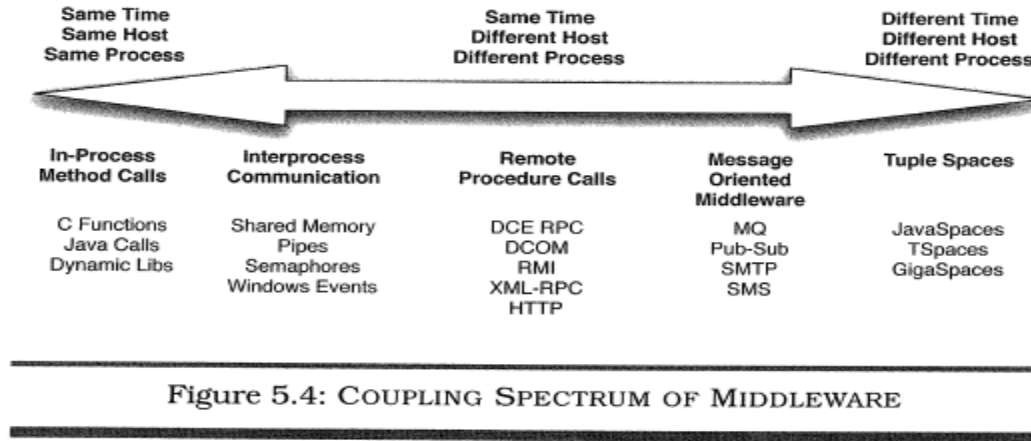 Same Time
Same Host
Same Process
Same Time
Different Host
Different Process
Different Time
Different Host
Different Process
In-Process
Method Calls
C Functions
Java Calls
Dynamic Libs
Interprocess
Communication
Shared Memory
Pipes
Semaphores
Windows Events
Remote
Procedure Calls
DCE RPC
DCOM
RMI
XML-RPC
HTTP
Message
Oriented
Middleware
MQ
Pub-Sub
SMTP
SMS
Tuple Spaces
JavaSpaces
TSpaces
GigaSpaces
Figure 5.4: COUPLING SPECTRUM OF MIDDLEWARE